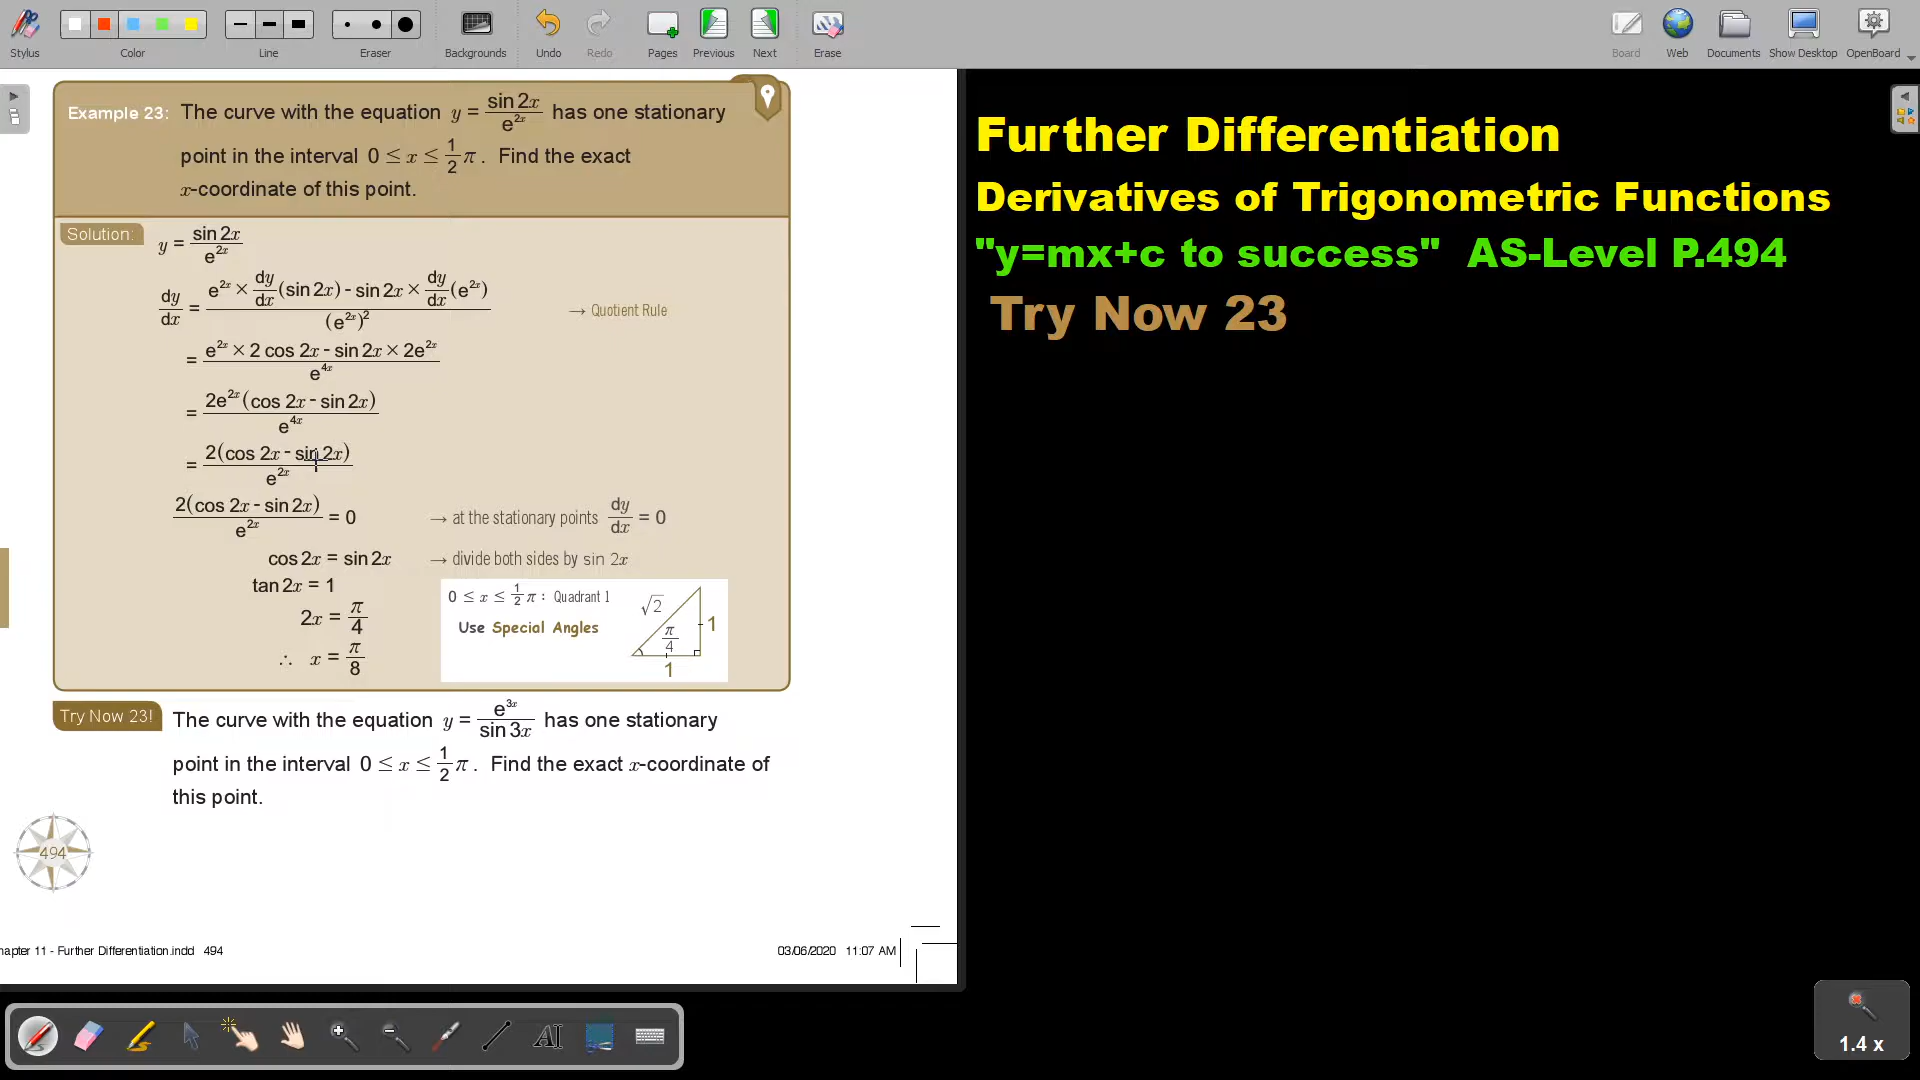 Stylus Color Line Eraser Backgrounds Undo Redo Pages Previous Next Erase Board Web Documents Show Desktop OpenBoard
Example 23: The curve with the equation y = sin 2x / e^2x has one stationary
point in the interval 0 ≤ x ≤ 1/2 π. Find the exact
x-coordinate of this point.
Solution: y = sin 2x / e^2x
dy/dx = e^2x × dy/dx (sin 2x) - sin 2x × dy/dx (e^2x) / (e^2x)^2 → Quotient Rule
= e^2x × 2 cos 2x - sin 2x × 2e^2x / e^4x
= 2e^2x (cos 2x - sin 2x) / e^4x
= 2(cos 2x - sin 2x) / e^2x
2(cos 2x - sin 2x) / e^2x = 0 → at the stationary points dy/dx = 0
cos 2x = sin 2x → divide both sides by sin 2x
tan 2x = 1
2x = π/4
∴ x = π/8
0 ≤ x ≤ 1/2 π : Quadrant 1
Use Special Angles
√2
π/4
1
1
Try Now 23! The curve with the equation y = e^3x / sin 3x has one stationary
point in the interval 0 ≤ x ≤ 1/2 π. Find the exact x-coordinate of
this point.
494
hapter 11 - Further Differentiation.indd 494 03/06/2020 11:07 AM
Further Differentiation
Derivatives of Trigonometric Functions
"y=mx+c to success" AS-Level P.494
Try Now 23
AI
1.4 x